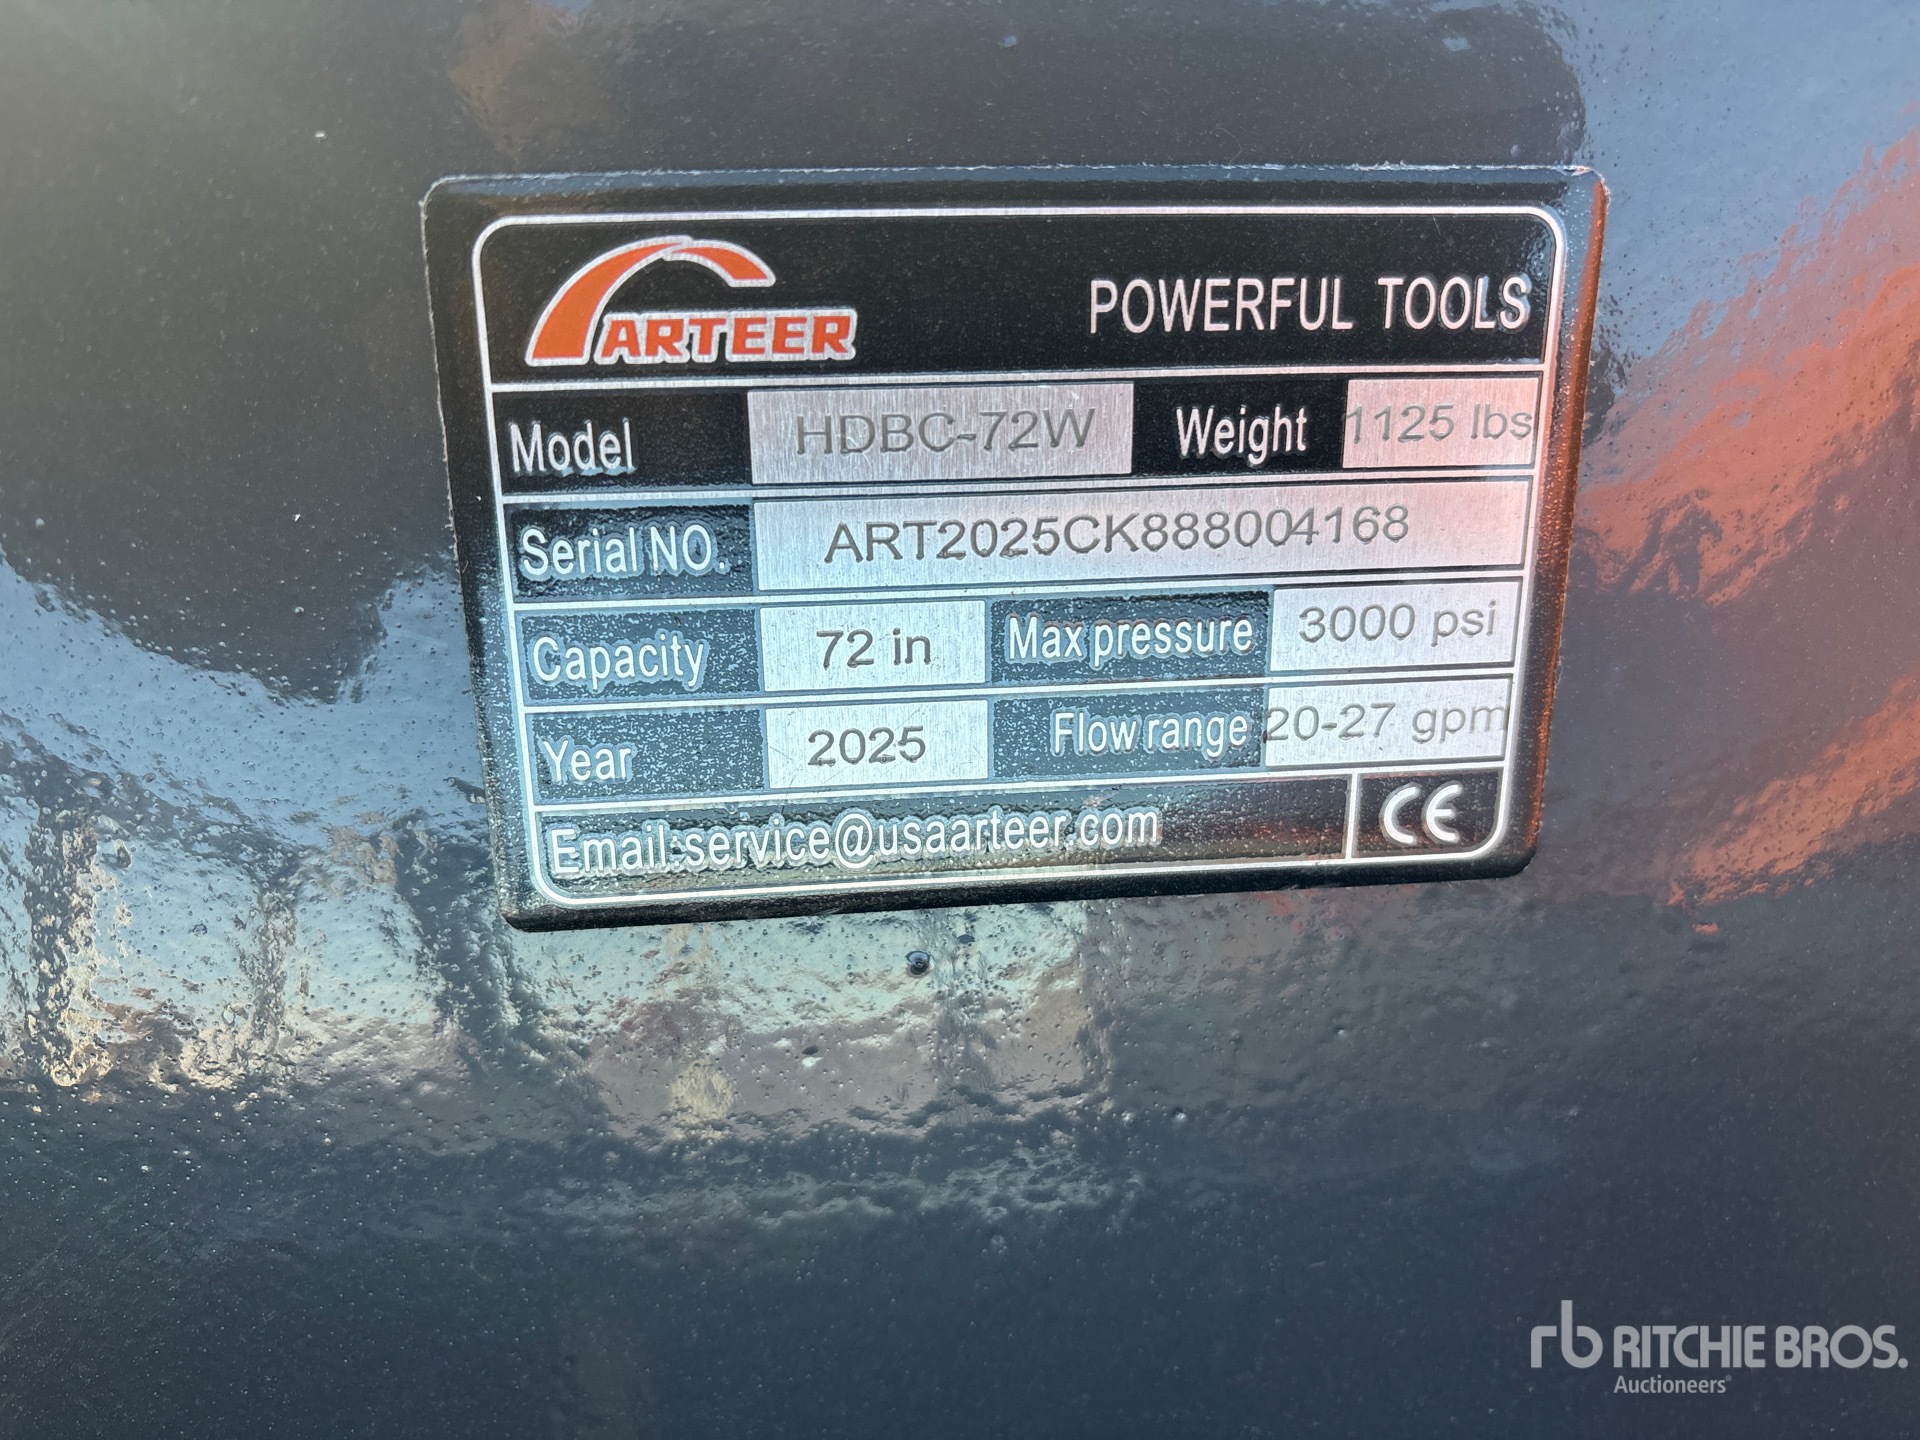 ARTEER
POWERFUL TOOLS
Model HDBC-72W Weight 1125 lbs
Serial NO. ART2025CK888004168
Capacity 72 in Max pressure 3000 psi
Year 2025 Flow range 20-27 gpm
Email:service@usaarteer.com CE
rb RITCHIE BROS.
Auctioneers®